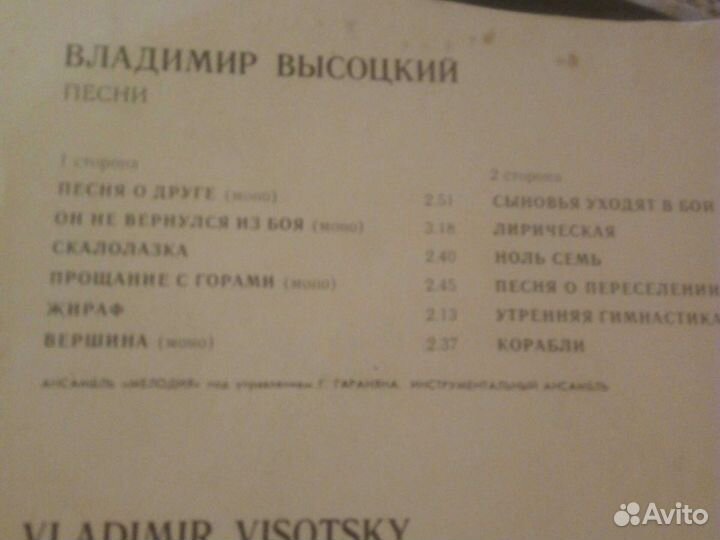 ВЛАДИМИР ВЫСОЦКИЙ
ПЕСНИ
1 сторона
ПЕСНЯ О ДРУГЕ (моно) 2.51
ОН НЕ ВЕРНУЛСЯ ИЗ БОЯ (моно) 3.18
СКАЛОЛАЗКА 2.40
ПРОЩАНИЕ С ГОРАМИ (моно) 2.45
ЖИРАФ 2.13
ВЕРШИНА (моно) 2.37
2 сторона
СЫНОВЬЯ УХОДЯТ В БОЙ
ЛИРИЧЕСКАЯ
НОЛЬ СЕМЬ
ПЕСНЯ О ПЕРЕСЕЛЕНИИ
УТРЕННЯЯ ГИМНАСТИКА
КОРАБЛИ
АНСАМБЛЬ «МЕЛОДИЯ» под управлением Г. ГАРАНЯНА. ИНСТРУМЕНТАЛЬНЫЙ АНСАМБЛЬ
VLADIMIR VISOTSKY
Avito